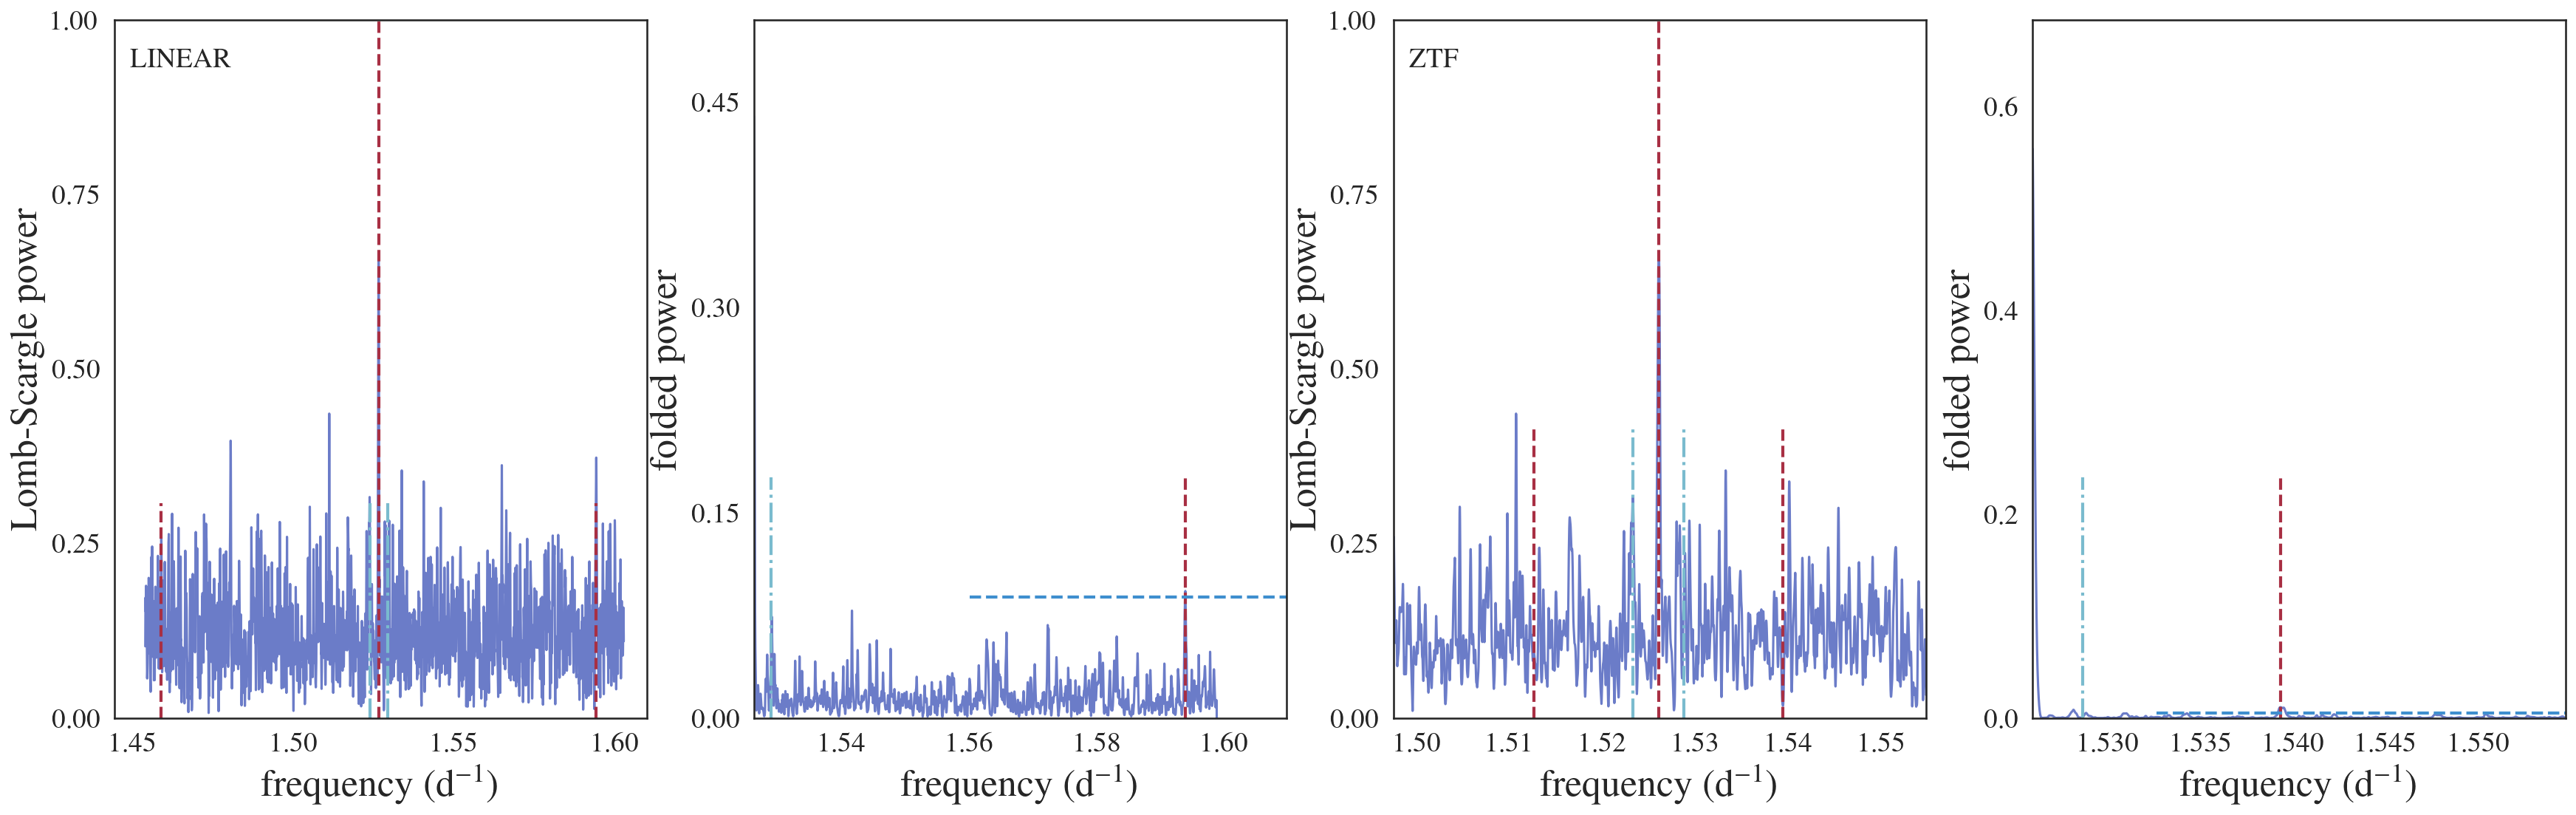 LINEAR
Lomb-Scargle power
1.00
0.75
0.50
0.25
0.00
1.45 1.50 1.55 1.60
frequency (d⁻¹)
folded power
0.45
0.30
0.15
0.00
1.54 1.56 1.58 1.60
frequency (d⁻¹)
ZTF
Lomb-Scargle power
1.00
0.75
0.50
0.25
0.00
1.50 1.51 1.52 1.53 1.54 1.55
frequency (d⁻¹)
folded power
0.6
0.4
0.2
0.0
1.530 1.535 1.540 1.545 1.550
frequency (d⁻¹)